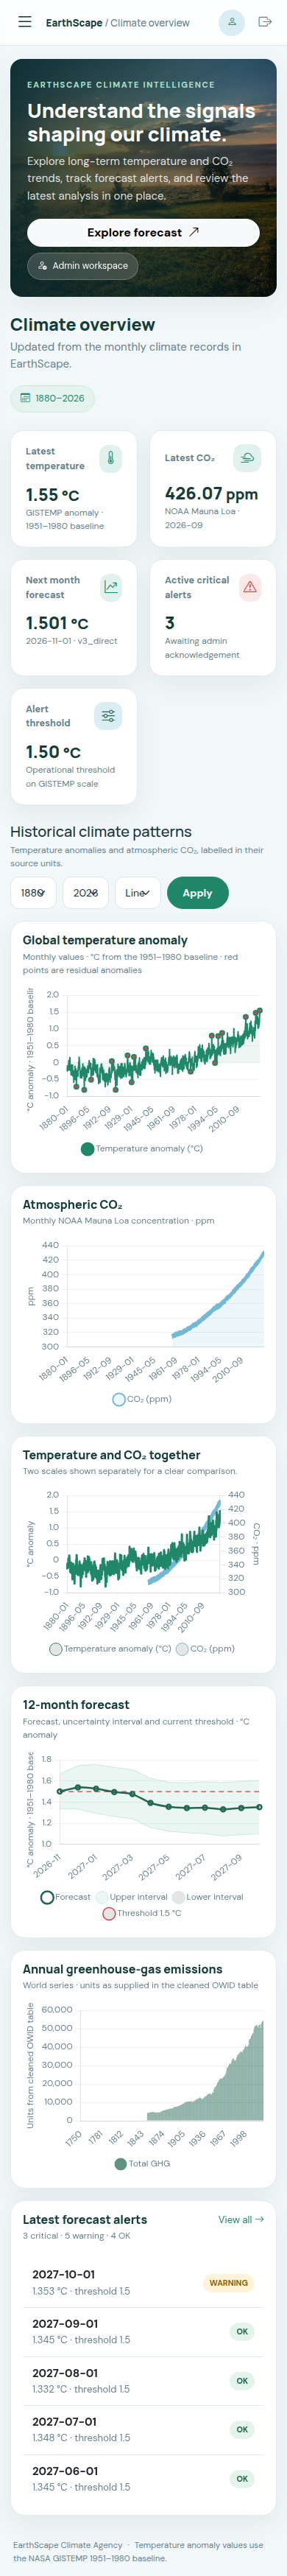 EarthScape / Climate overview
EARTHSCAPE CLIMATE INTELLIGENCE
Understand the signals
shaping our climate.
Explore long-term temperature and CO₂
trends, track forecast alerts, and review the
latest analysis in one place.
Explore forecast ↗
Admin workspace
Climate overview
Updated from the monthly climate records in
EarthScape.
1880–2026
Latest
temperature
1.55 °C
GISTEMP anomaly ·
1951–1980 baseline
Latest CO₂
426.07 ppm
NOAA Mauna Loa ·
2026-09
Next month
forecast
1.501 °C
2026-11-01 · v3_direct
Active critical
alerts
3
Awaiting admin
acknowledgement
Alert
threshold
1.50 °C
Operational threshold
on GISTEMP scale
Historical climate patterns
Temperature anomalies and atmospheric CO₂, labelled in their
source units.
1880
2026
Line
Apply
Global temperature anomaly
Monthly values · °C from the 1951–1980 baseline · red
points are residual anomalies
°C anomaly · 1951–1980 baselin
2.0
1.5
1.0
0.5
0
−0.5
−1.0
1880-01
1896-05
1912-09
1929-01
1945-05
1961-09
1978-01
1994-05
2010-09
Temperature anomaly (°C)
Atmospheric CO₂
Monthly NOAA Mauna Loa concentration · ppm
ppm
440
420
400
380
360
340
320
300
1880-01
1896-05
1912-09
1929-01
1945-05
1961-09
1978-01
1994-05
2010-09
CO₂ (ppm)
Temperature and CO₂ together
Two scales shown separately for a clear comparison.
°C anomaly
2.0
1.5
1.0
0.5
0
−0.5
−1.0
440
420
400
380
360
340
320
300
CO₂ · ppm
1880-01
1896-05
1912-09
1929-01
1945-05
1961-09
1978-01
1994-05
2010-09
Temperature anomaly (°C)
CO₂ (ppm)
12-month forecast
Forecast, uncertainty interval and current threshold · °C
anomaly
°C anomaly · 1951–1980 base
1.8
1.6
1.4
1.2
1.0
2026-11
2027-01
2027-03
2027-05
2027-07
2027-09
Forecast
Upper interval
Lower interval
Threshold 1.5 °C
Annual greenhouse-gas emissions
World series · units as supplied in the cleaned OWID table
Units from cleaned OWID table
60,000
50,000
40,000
30,000
20,000
10,000
0
1750
1781
1812
1843
1874
1905
1936
1967
1998
Total GHG
Latest forecast alerts
View all →
3 critical · 5 warning · 4 OK
2027-10-01
1.353 °C · threshold 1.5
WARNING
2027-09-01
1.345 °C · threshold 1.5
OK
2027-08-01
1.332 °C · threshold 1.5
OK
2027-07-01
1.348 °C · threshold 1.5
OK
2027-06-01
1.345 °C · threshold 1.5
OK
EarthScape Climate Agency · Temperature anomaly values use
the NASA GISTEMP 1951–1980 baseline.